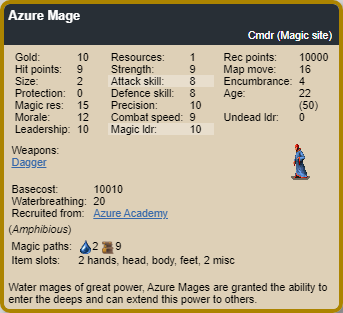 Azure Mage
Cmdr (Magic site)
Gold: 10 Resources: 1 Rec points: 10000
Hit points: 9 Strength: 9 Map move: 16
Size: 2 Attack skill: 8 Encumbrance: 4
Protection: 0 Defence skill: 8 Age: 22
Magic res: 15 Precision: 10 (50)
Morale: 12 Combat speed: 9 Undead ldr: 0
Leadership: 10 Magic ldr: 10
Weapons:
Dagger
Basecost: 10010
Waterbreathing: 20
Recruited from: Azure Academy
(Amphibious)
Magic paths: 2 9
Item slots: 2 hands, head, body, feet, 2 misc
Water mages of great power, Azure Mages are granted the ability to
enter the deeps and can extend this power to others.